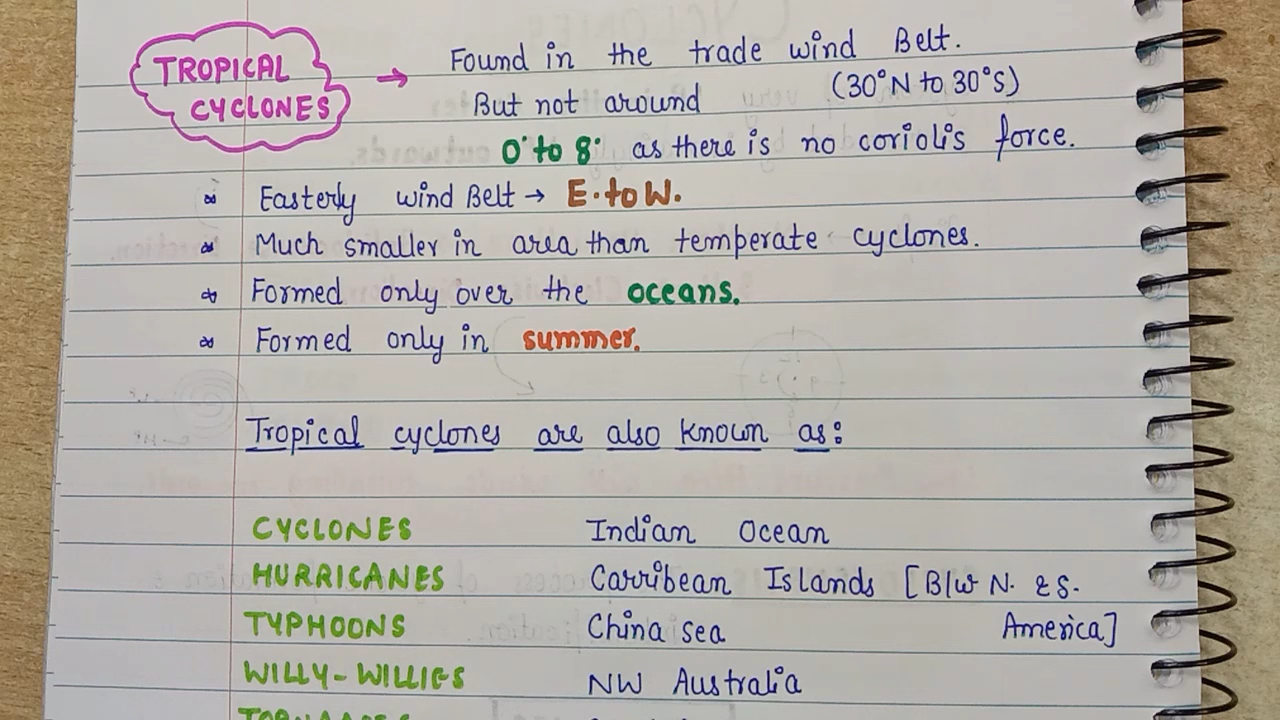 TROPICAL
CYCLONES
→ Found in the trade wind Belt.
(30°N to 30°S)
But not around
0° to 8° as there is no coriolis force.
Easterly wind Belt → E. to W.
Much smaller in area than temperate cyclones.
Formed only over the oceans.
Formed only in summer.
Tropical cyclones are also known as:
CYCLONES Indian Ocean
HURRICANES Carribean Islands [B/w N. & S.
America]
TYPHOONS China sea
WILLY-WILLIES NW Australia